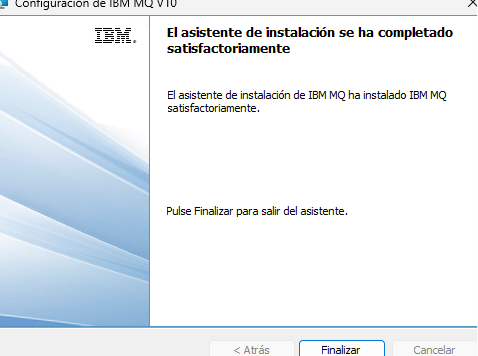 Configuración de IBM MQ V10
IBM.
El asistente de instalación se ha completado
satisfactoriamente
El asistente de instalación de IBM MQ ha instalado IBM MQ
satisfactoriamente.
Pulse Finalizar para salir del asistente.
< Atrás
Finalizar
Cancelar